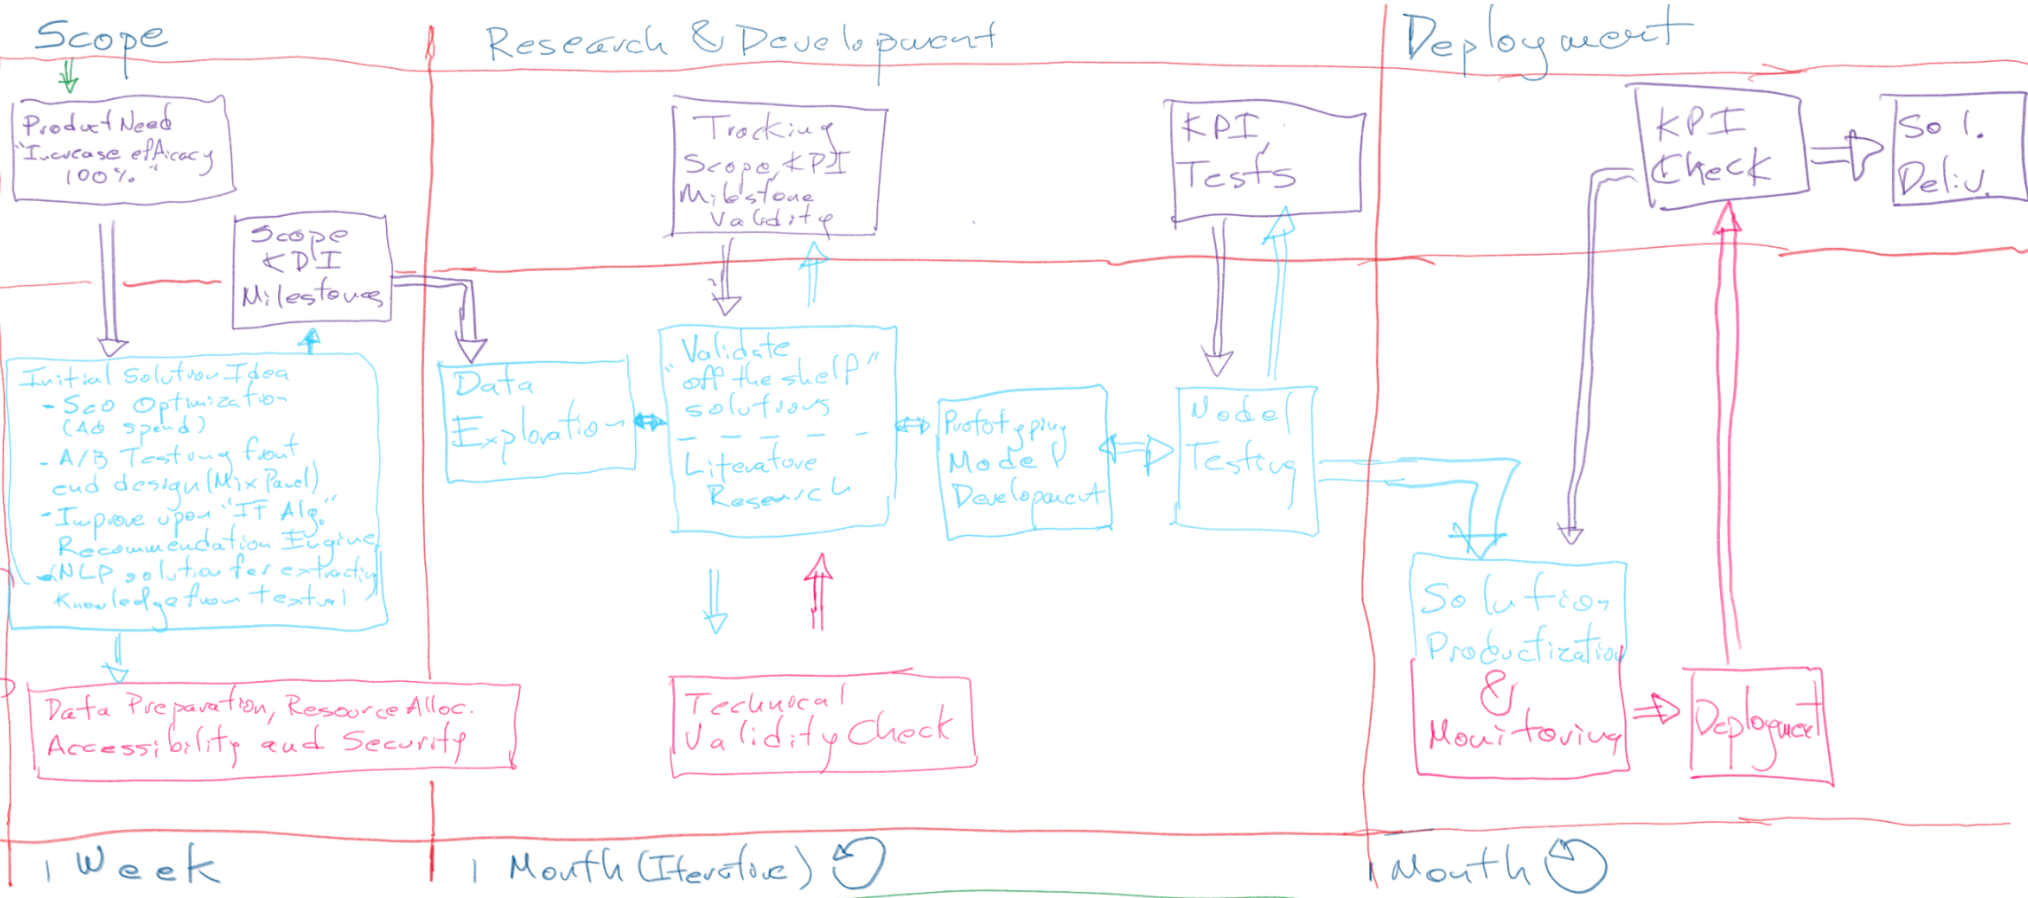 Scope
Research & Development
Deployment
Product Need
"Increase efficacy
100%"
Scope
KPI
Milestones
Initial Solution Idea
- SEO Optimization
(Ad spend)
- A/B Testing front
end design (Mix Panel)
- Improve upon "IF Alg."
Recommendation Engine
- NLP solution for extracting
Knowledge from textual
Data Preparation, Resource Alloc.
Accessibility and Security
Tracking
Scope, KPI
Milestone
Validity
KPI,
Tests
Data
Exploration
Validate
"off the shelf"
solutions
Literature
Research
Prototyping
Model
Development
Model
Testing
Technical
Validity Check
KPI
Check
Sol.
Deliv.
Solution
Productization
&
Monitoring
Deployment
1 Week
1 Month (Iterative)
1 Month